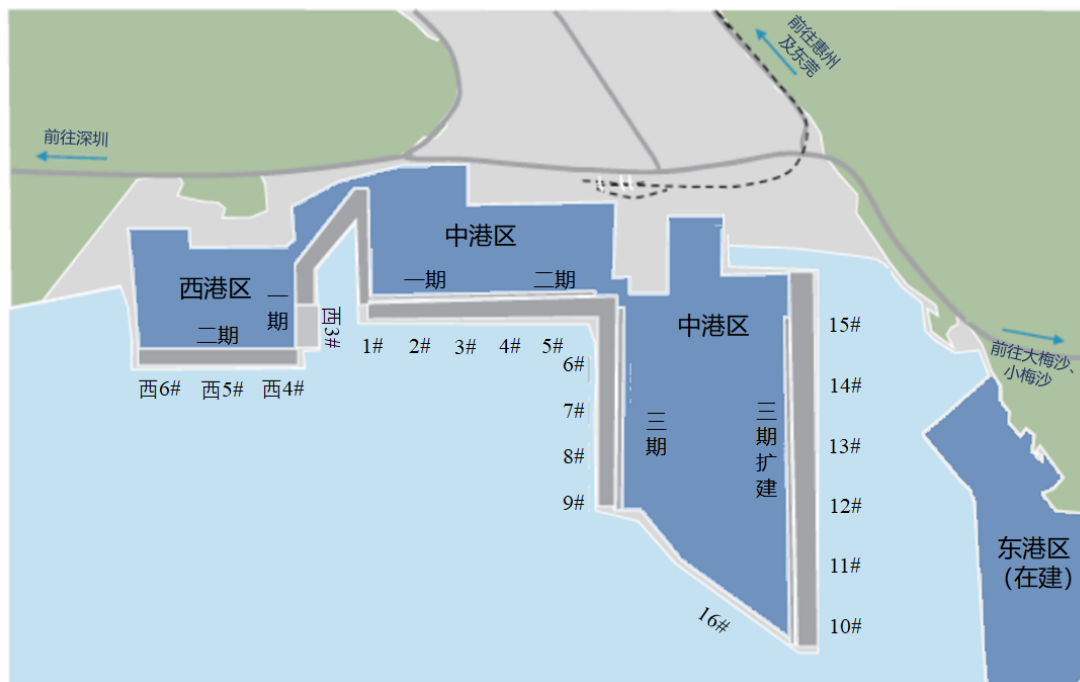 前往惠州
及东莞
前往深圳
中港区
西港区
一期
二期
一期
二期
西3#
中港区
1#
2#
3#
4#
5#
6#
7#
8#
9#
西6#
西5#
西4#
三期
三期扩建
15#
14#
13#
12#
11#
10#
16#
前往大梅沙、
小梅沙
东港区
（在建）